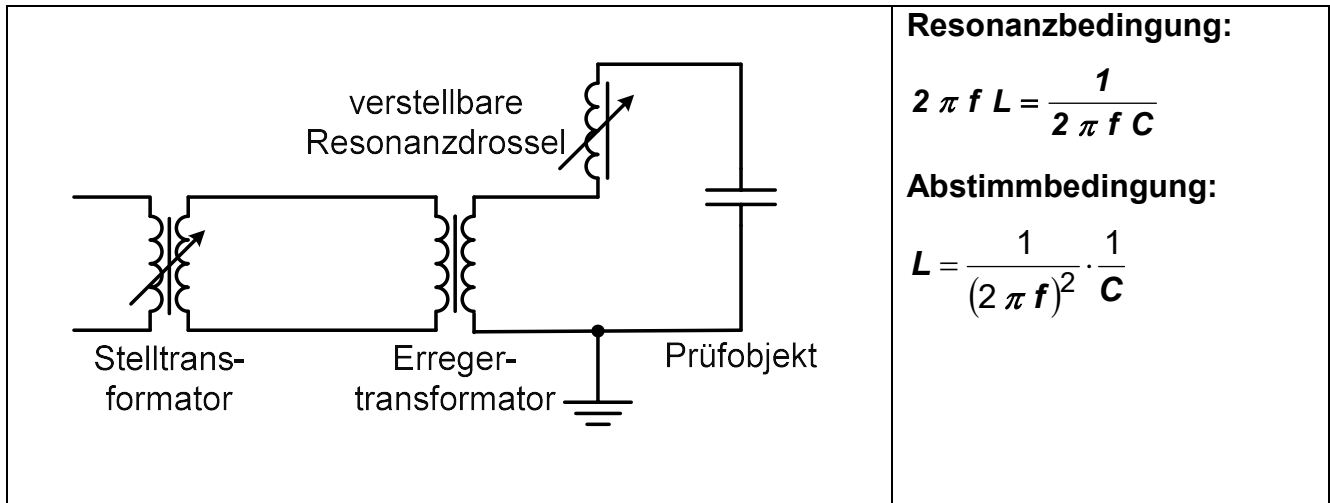 verstellbare
Resonanzdrossel
Stelltrans-
formator
Erreger-
transformator
Prüfobjekt
Resonanzbedingung:
2 π f L = 1 / (2 π f C)
Abstimmbedingung:
L = 1 / (2 π f)² · 1 / C